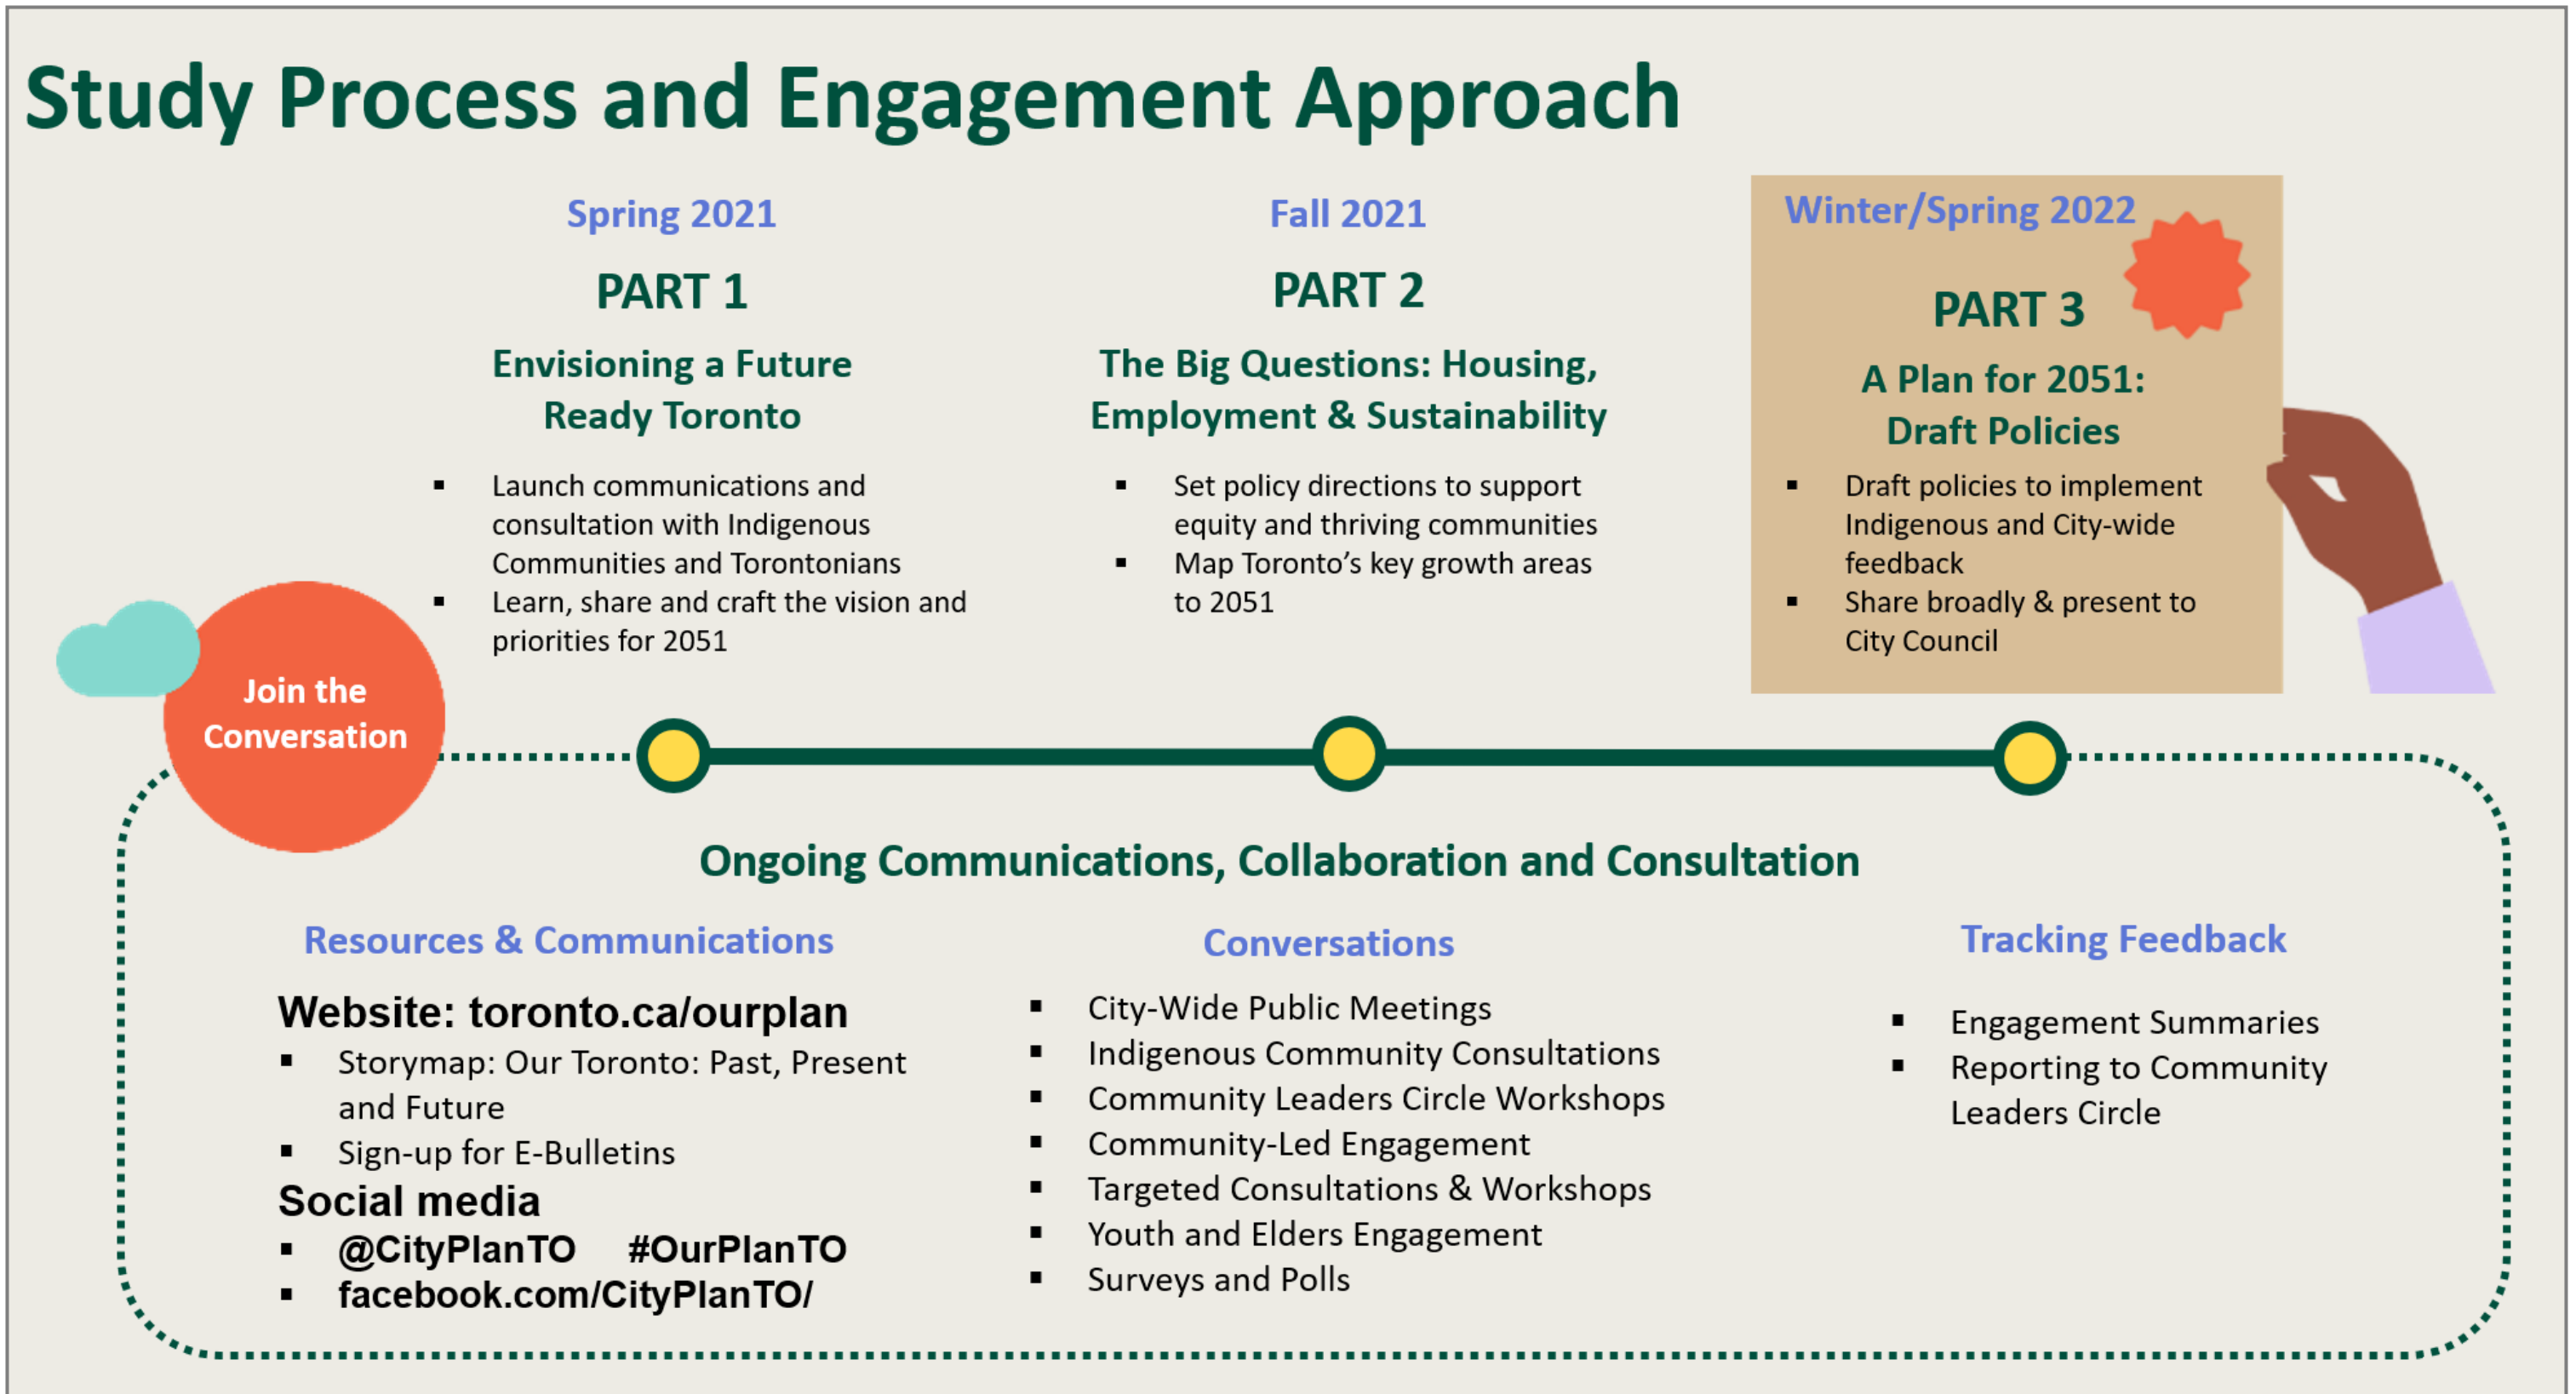 Study Process and Engagement Approach
Spring 2021
PART 1
Envisioning a Future
Ready Toronto
▪ Launch communications and
consultation with Indigenous
Communities and Torontonians
▪ Learn, share and craft the vision and
priorities for 2051
Fall 2021
PART 2
The Big Questions: Housing,
Employment & Sustainability
▪ Set policy directions to support
equity and thriving communities
▪ Map Toronto’s key growth areas
to 2051
Winter/Spring 2022
PART 3
A Plan for 2051:
Draft Policies
▪ Draft policies to implement
Indigenous and City-wide
feedback
▪ Share broadly & present to
City Council
Join the
Conversation
Ongoing Communications, Collaboration and Consultation
Resources & Communications
Website: toronto.ca/ourplan
▪ Storymap: Our Toronto: Past, Present
and Future
▪ Sign-up for E-Bulletins
Social media
▪ @CityPlanTO #OurPlanTO
▪ facebook.com/CityPlanTO/
Conversations
▪ City-Wide Public Meetings
▪ Indigenous Community Consultations
▪ Community Leaders Circle Workshops
▪ Community-Led Engagement
▪ Targeted Consultations & Workshops
▪ Youth and Elders Engagement
▪ Surveys and Polls
Tracking Feedback
▪ Engagement Summaries
▪ Reporting to Community
Leaders Circle